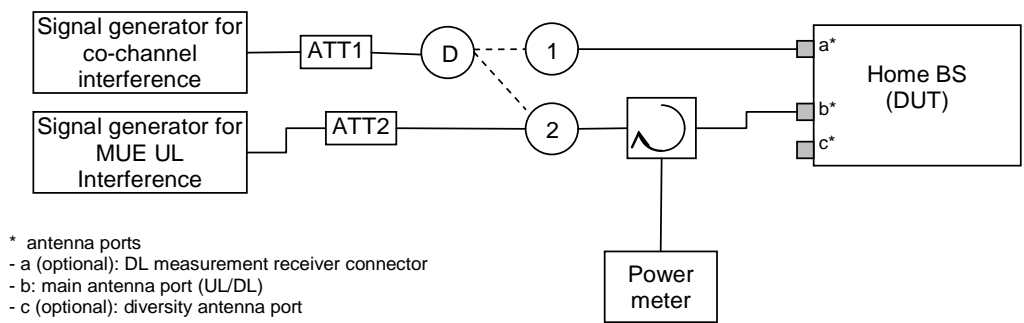 Signal generator for
co-channel
interference
ATT1
D
1
a*
Home BS
(DUT)
Signal generator for
MUE UL
Interference
ATT2
2
b*
c*
* antenna ports
- a (optional): DL measurement receiver connector
- b: main antenna port (UL/DL)
- c (optional): diversity antenna port
Power
meter